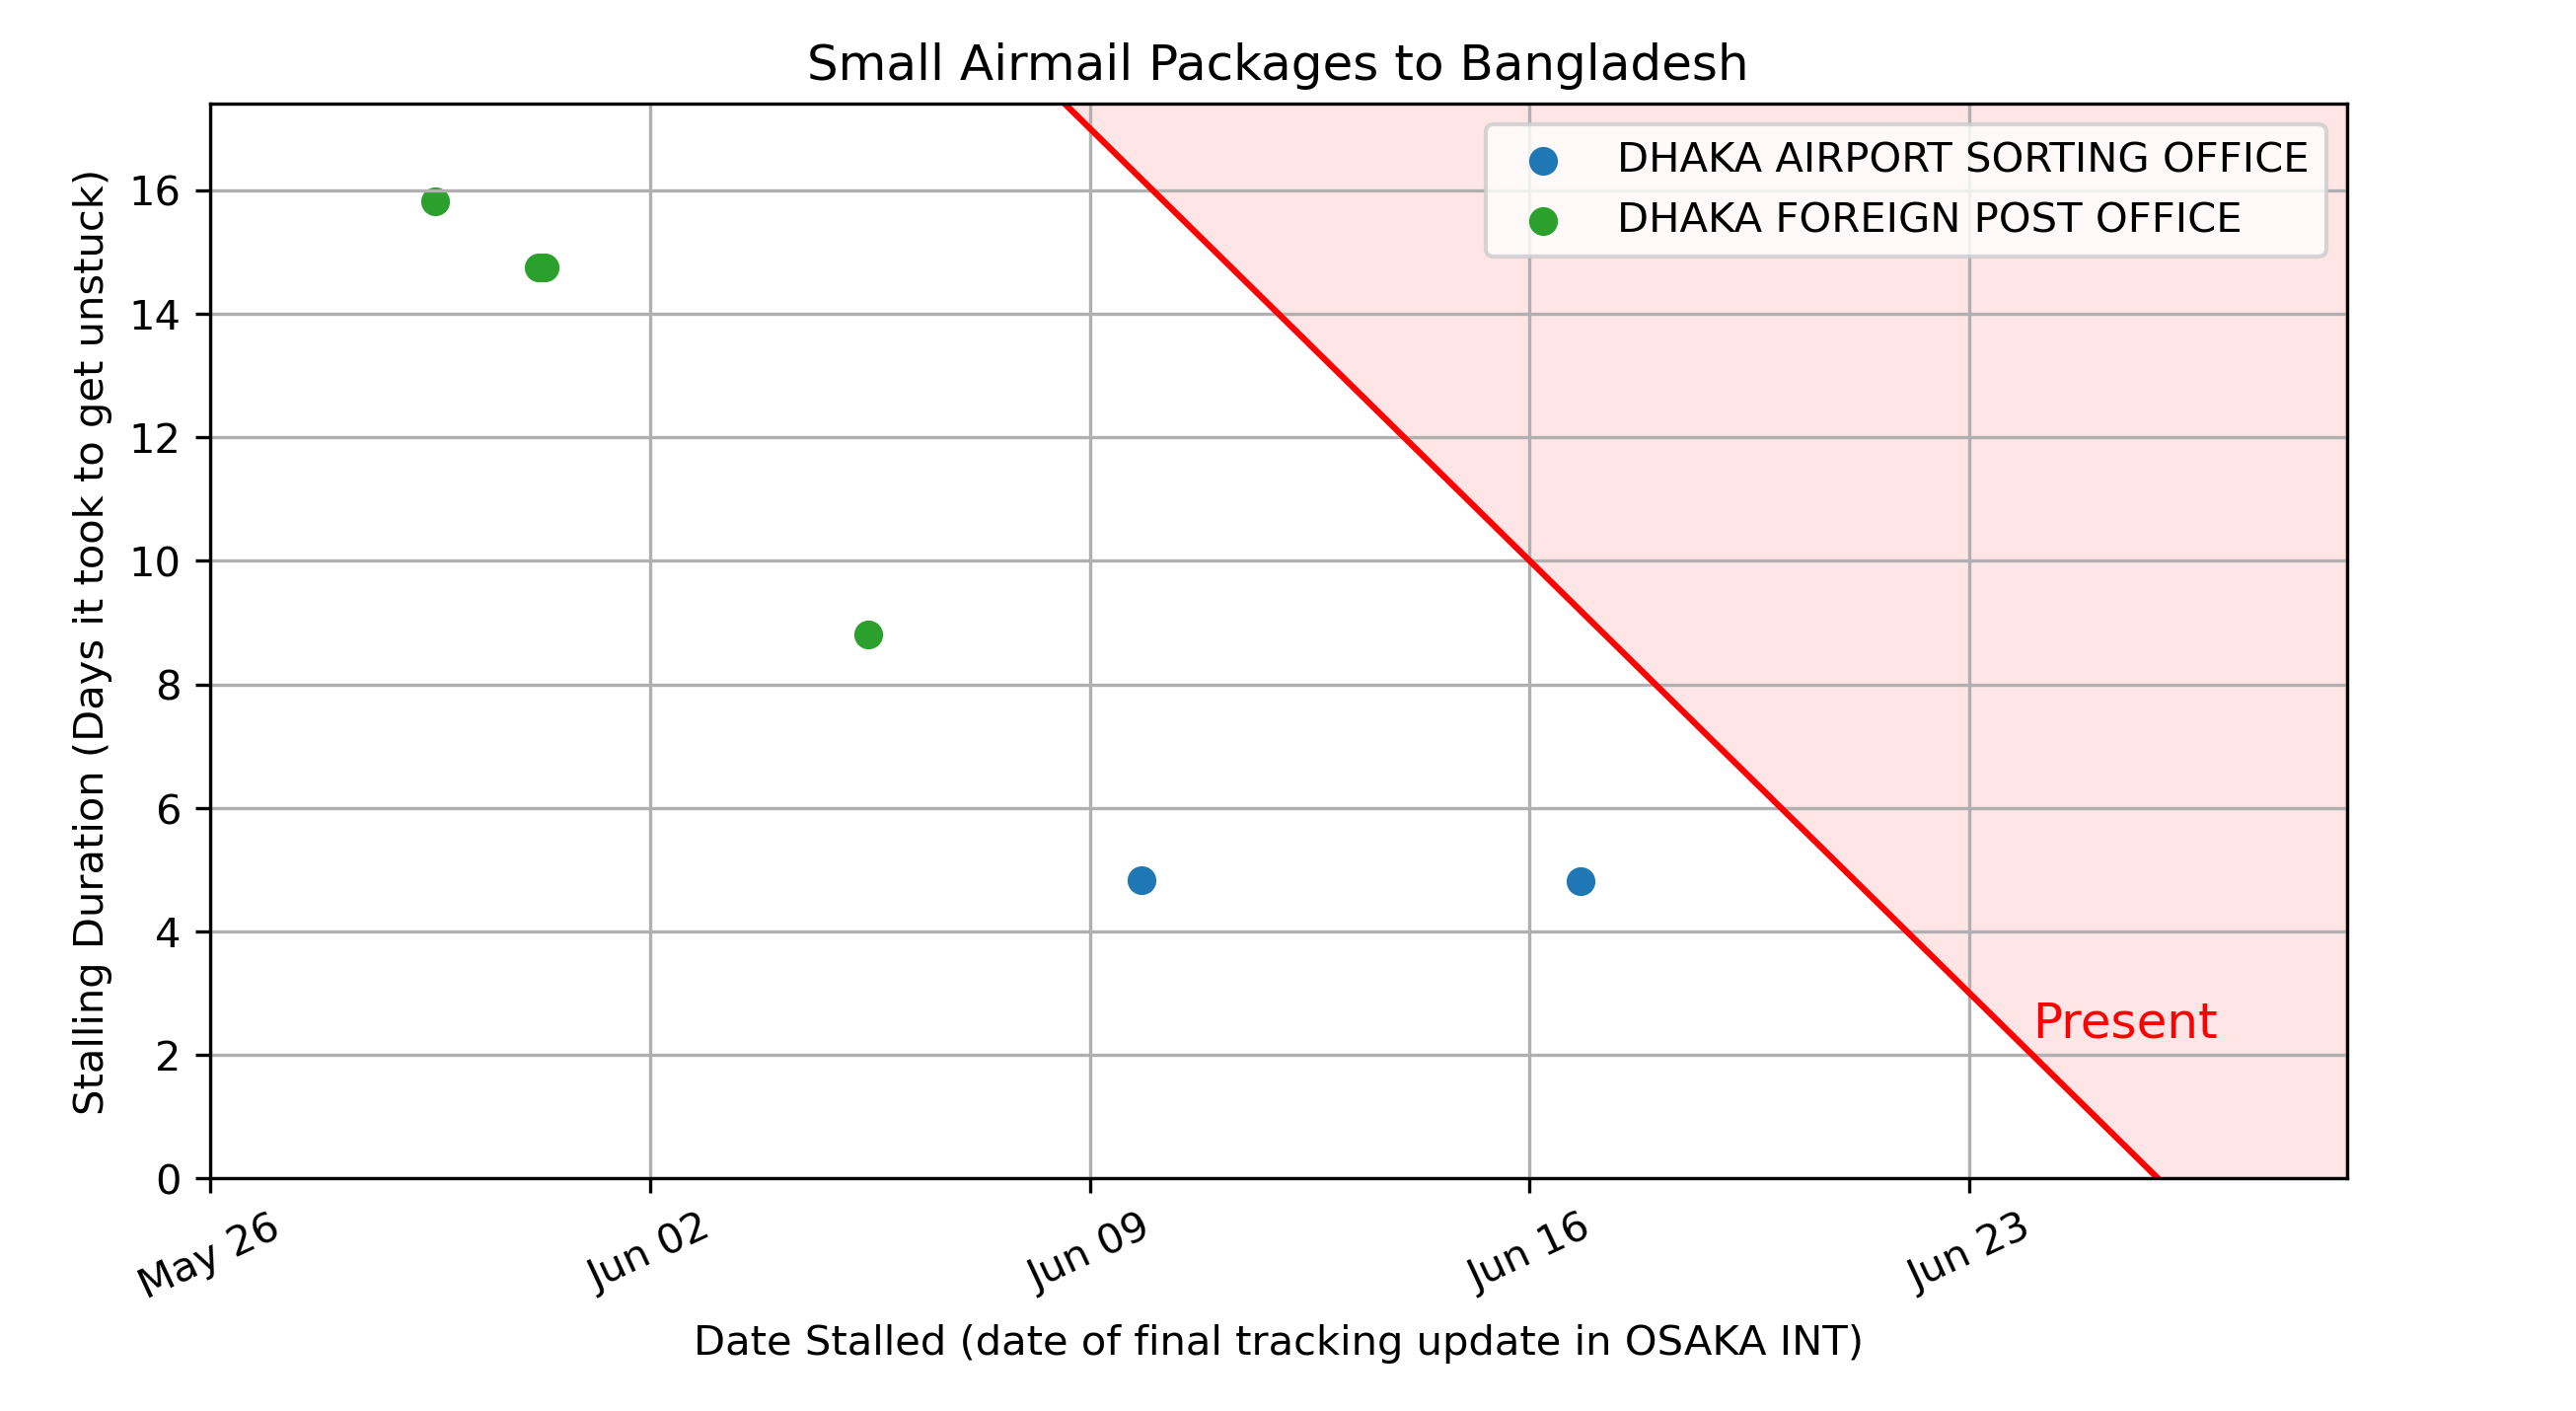 Small Airmail Packages to Bangladesh
DHAKA AIRPORT SORTING OFFICE
DHAKA FOREIGN POST OFFICE
Stalling Duration (Days it took to get unstuck)
16
14
12
10
8
6
4
2
0
Present
May 26
Jun 02
Jun 09
Jun 16
Jun 23
Date Stalled (date of final tracking update in OSAKA INT)